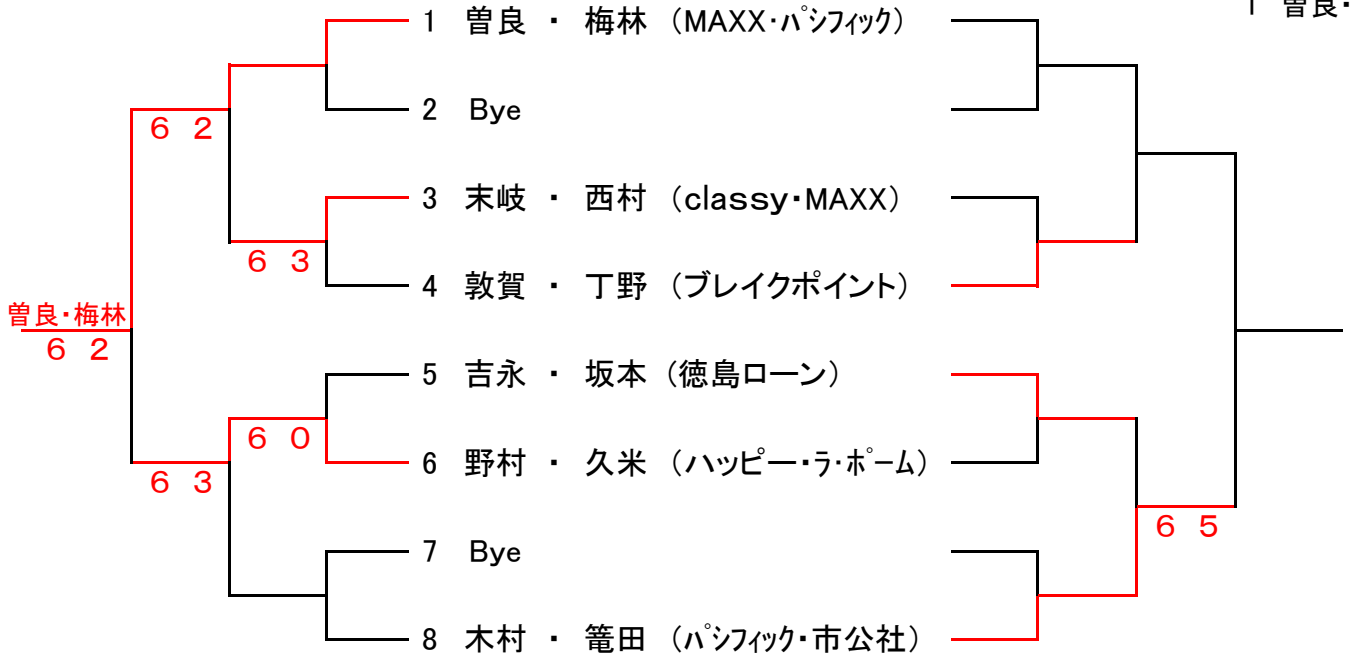 1 曽良 ・ 梅林 (MAXX・パシフィック)
1 曽良・
2 Bye
6 2
3 末岐 ・ 西村 (classy・MAXX)
6 3
4 敦賀 ・ 丁野 (ブレイクポイント)
曽良・梅林
6 2
5 吉永 ・ 坂本 (徳島ローン)
6 0
6 野村 ・ 久米 (ハッピー・ラ・ポーム)
6 3
6 5
7 Bye
8 木村 ・ 篭田 (パシフィック・市公社)